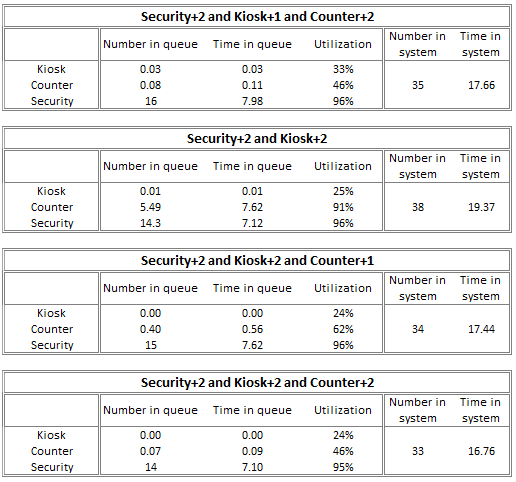 Security+2 and Kiosk+1 and Counter+2
Number in queue Time in queue Utilization Number in system Time in system
Kiosk 0.03 0.03 33%
Counter 0.08 0.11 46% 35 17.66
Security 16 7.98 96%
Security+2 and Kiosk+2
Number in queue Time in queue Utilization Number in system Time in system
Kiosk 0.01 0.01 25%
Counter 5.49 7.62 91% 38 19.37
Security 14.3 7.12 96%
Security+2 and Kiosk+2 and Counter+1
Number in queue Time in queue Utilization Number in system Time in system
Kiosk 0.00 0.00 24%
Counter 0.40 0.56 62% 34 17.44
Security 15 7.62 96%
Security+2 and Kiosk+2 and Counter+2
Number in queue Time in queue Utilization Number in system Time in system
Kiosk 0.00 0.00 24%
Counter 0.07 0.09 46% 33 16.76
Security 14 7.10 95%